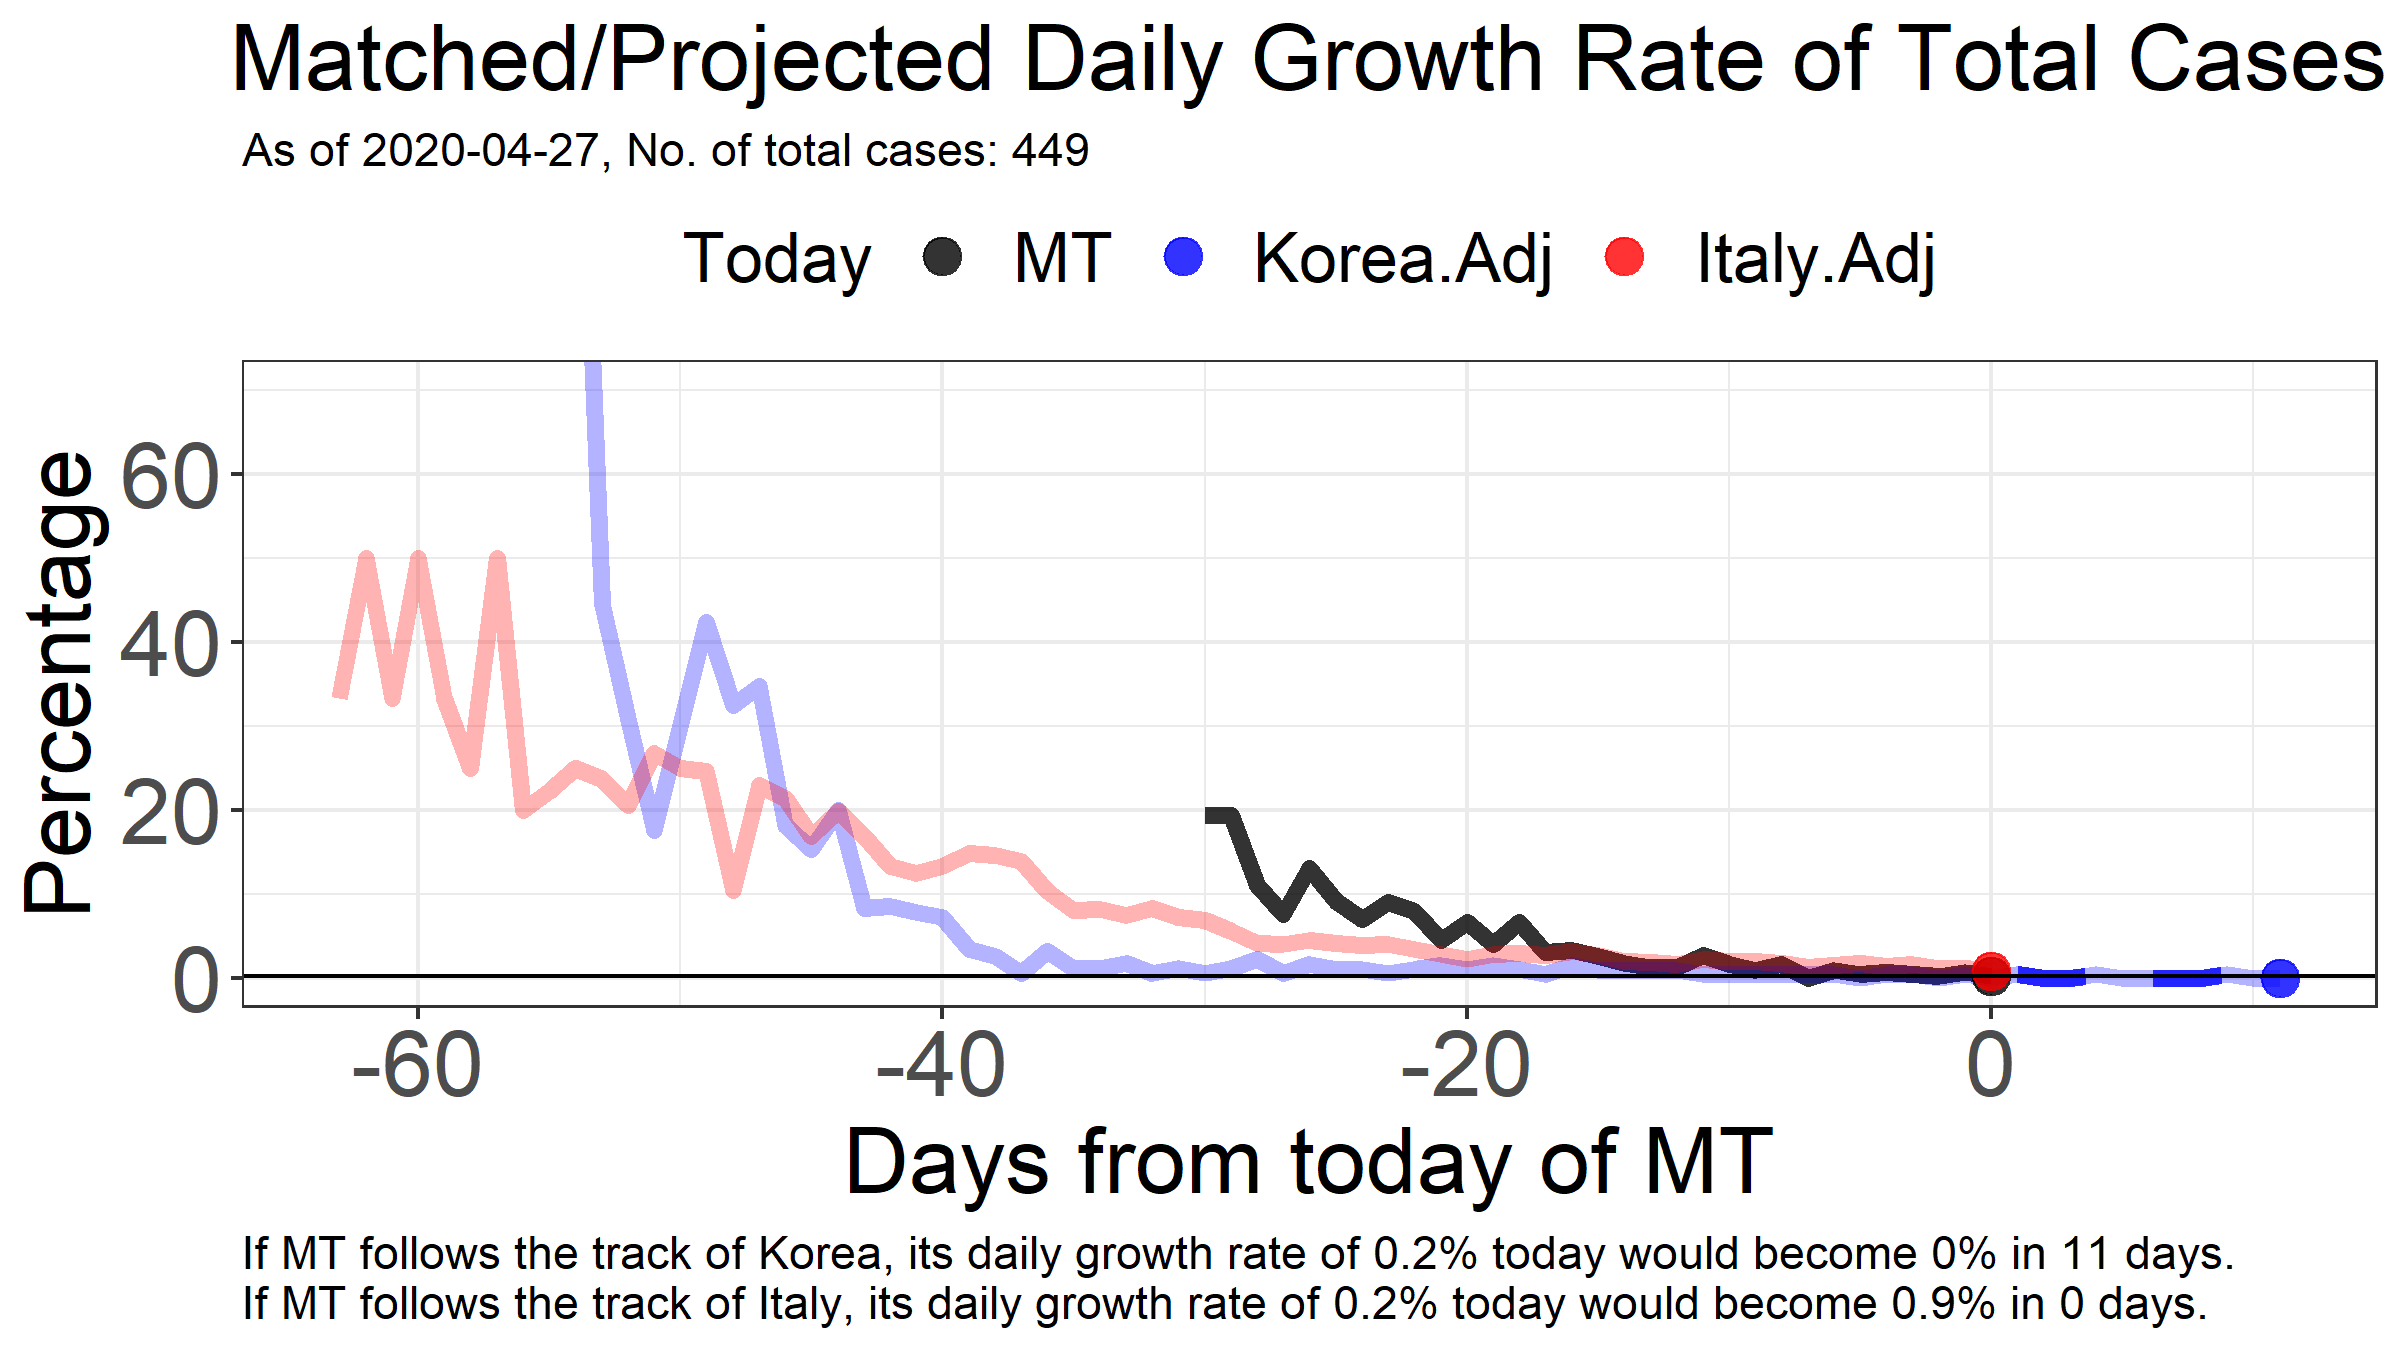 Matched/Projected Daily Growth Rate of Total Cases
As of 2020-04-27, No. of total cases: 449
Today MT Korea.Adj Italy.Adj
Percentage
60
40
20
0
-60 -40 -20 0
Days from today of MT
If MT follows the track of Korea, its daily growth rate of 0.2% today would become 0% in 11 days.
If MT follows the track of Italy, its daily growth rate of 0.2% today would become 0.9% in 0 days.